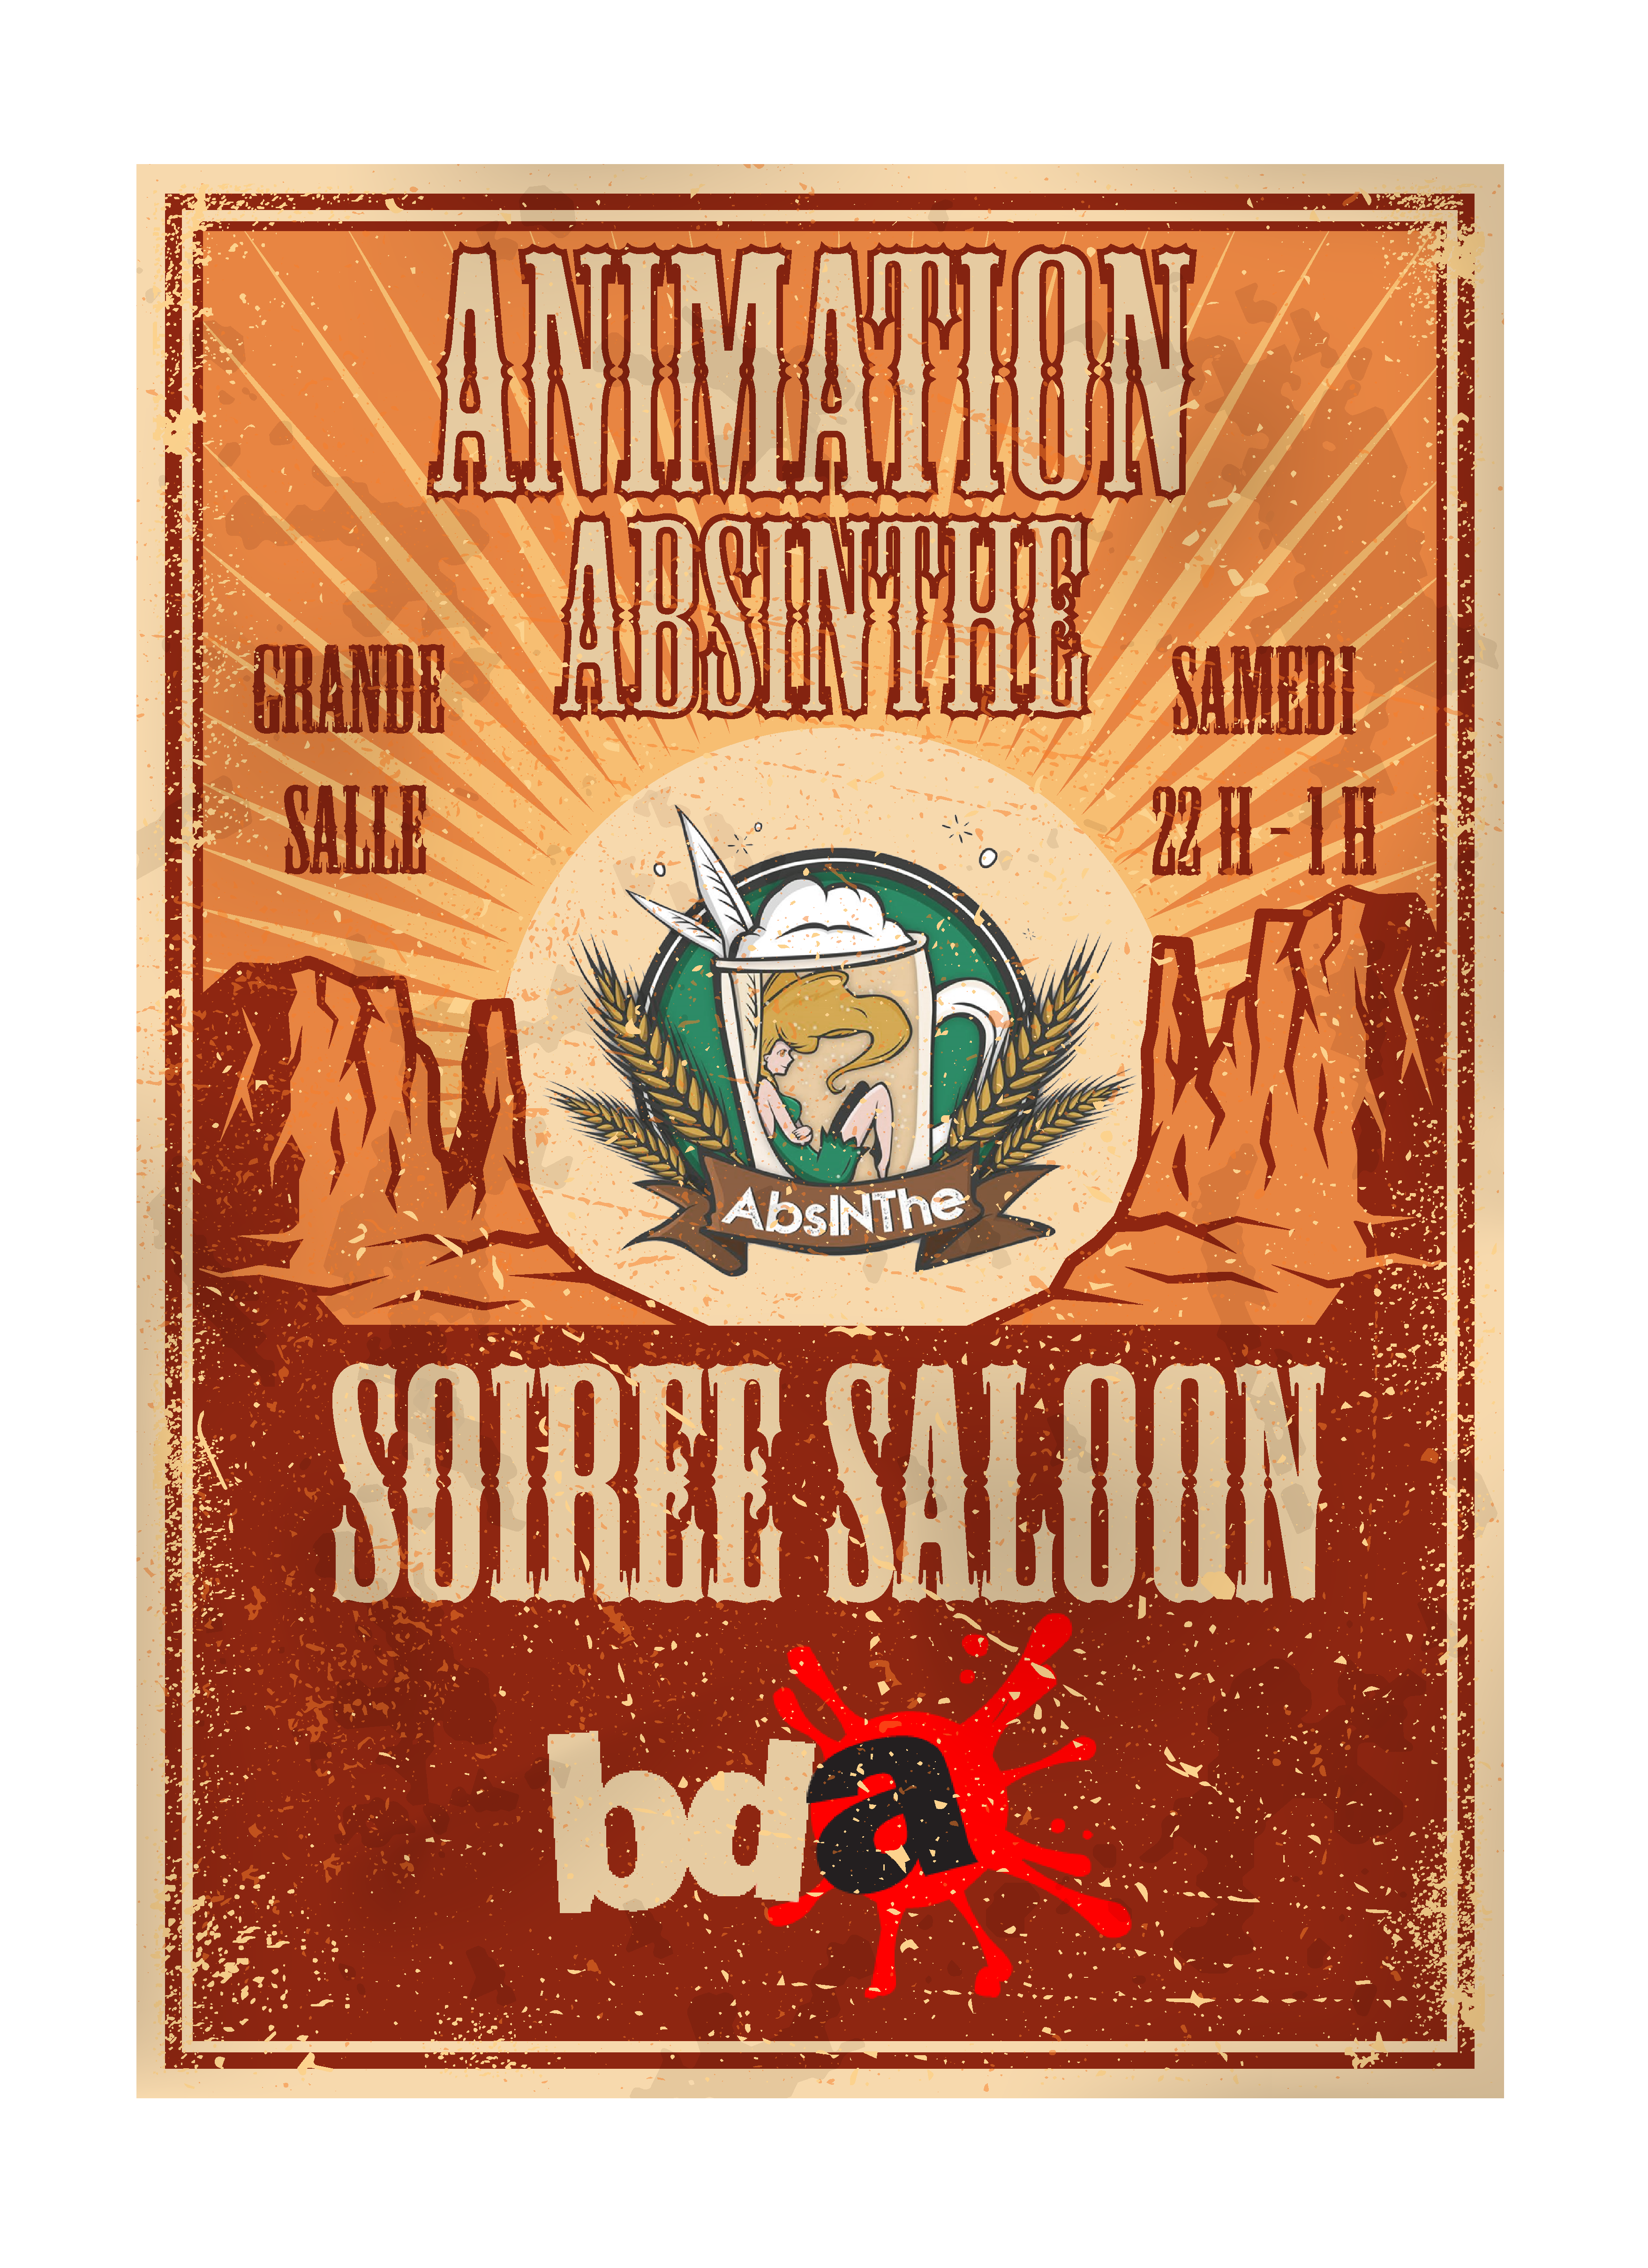 ANIMATION
ABSINTHE
GRANDE
SALLE
SAMEDI
22 H - 1 H
AbsINThe
SOIREE SALOON
bda